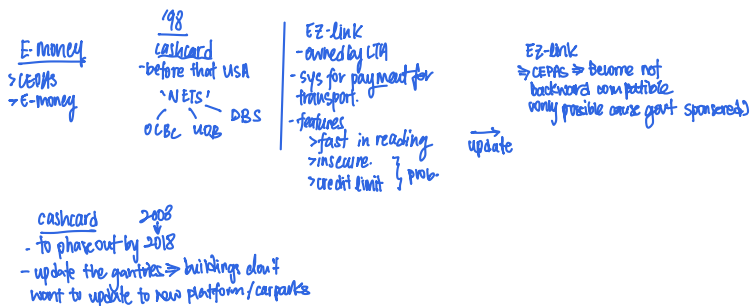 E-money
> CEPAS
> E-money
'98
cashcard
- before that USA
'NETS'
OCBC UOB DBS
EZ-link
- owned by LTA
- sys for payment for
transport.
- features
> fast in reading
> insecure.
> credit limit } prob.
update
EZ-link
⇒ CEPAS ⇒ Become not
backward compatible
only possible cause govt sponsered)
cashcard
2008
- to phase out by 2018
- update the gantries ⇒ buildings don't
want to update to new platform/carparks